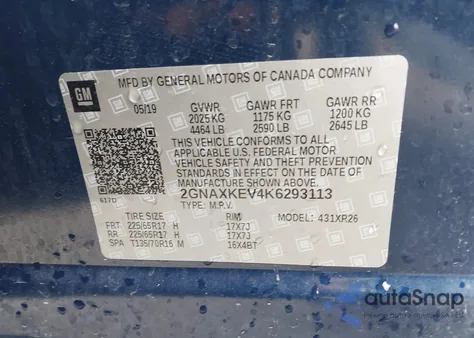 GM
MFD BY GENERAL MOTORS OF CANADA COMPANY
05/19 GVWR GAWR FRT GAWR RR
2025 KG 1175 KG 1200 KG
4464 LB 2590 LB 2645 LB
THIS VEHICLE CONFORMS TO ALL
APPLICABLE U.S. FEDERAL MOTOR
VEHICLE SAFETY AND THEFT PREVENTION
STANDARDS IN EFFECT ON THE DATE OF
MANUFACTURE SHOWN ABOVE.
2GNAXKEV4K6293113
TYPE: M.P.V. MODEL: 431XR26
TIRE SIZE RIM
FRT 225/65R17 H 17X7J
RR 225/65R17 H 17X7J
SPA T135/70R16 M 16X4BT
autoSnap